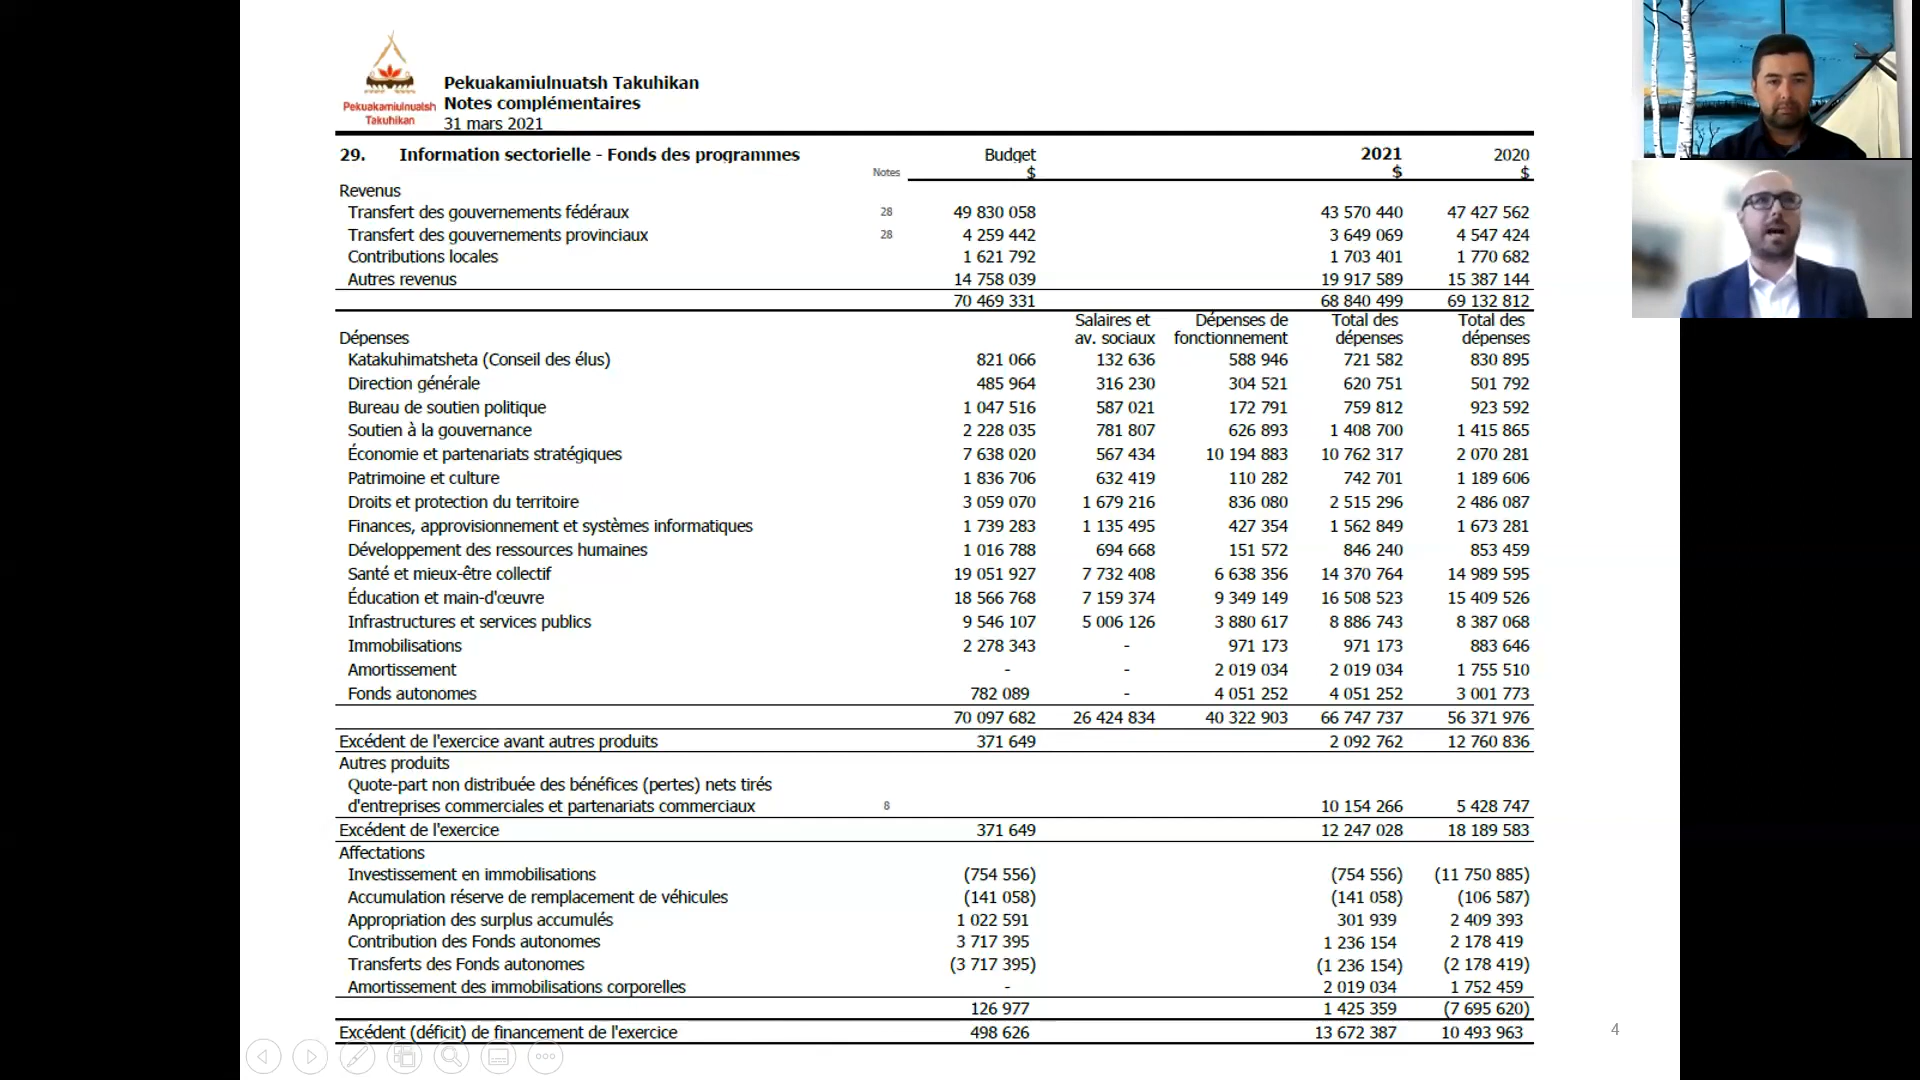 Pekuakamiulnuatsh
Takuhikan
Pekuakamiulnuatsh Takuhikan
Notes complémentaires
31 mars 2021
29. Information sectorielle - Fonds des programmes Budget 2021 2020
Notes $ $ $
Revenus
Transfert des gouvernements fédéraux 28 49 830 058 43 570 440 47 427 562
Transfert des gouvernements provinciaux 28 4 259 442 3 649 069 4 547 424
Contributions locales 1 621 792 1 703 401 1 770 682
Autres revenus 14 758 039 19 917 589 15 387 144
70 469 331 68 840 499 69 132 812
Salaires et Dépenses de Total des Total des
Dépenses av. sociaux fonctionnement dépenses dépenses
Katakuhimatsheta (Conseil des élus) 821 066 132 636 588 946 721 582 830 895
Direction générale 485 964 316 230 304 521 620 751 501 792
Bureau de soutien politique 1 047 516 587 021 172 791 759 812 923 592
Soutien à la gouvernance 2 228 035 781 807 626 893 1 408 700 1 415 865
Économie et partenariats stratégiques 7 638 020 567 434 10 194 883 10 762 317 2 070 281
Patrimoine et culture 1 836 706 632 419 110 282 742 701 1 189 606
Droits et protection du territoire 3 059 070 1 679 216 836 080 2 515 296 2 486 087
Finances, approvisionnement et systèmes informatiques 1 739 283 1 135 495 427 354 1 562 849 1 673 281
Développement des ressources humaines 1 016 788 694 668 151 572 846 240 853 459
Santé et mieux-être collectif 19 051 927 7 732 408 6 638 356 14 370 764 14 989 595
Éducation et main-d'œuvre 18 566 768 7 159 374 9 349 149 16 508 523 15 409 526
Infrastructures et services publics 9 546 107 5 006 126 3 880 617 8 886 743 8 387 068
Immobilisations 2 278 343 - 971 173 971 173 883 646
Amortissement - - 2 019 034 2 019 034 1 755 510
Fonds autonomes 782 089 - 4 051 252 4 051 252 3 001 773
70 097 682 26 424 834 40 322 903 66 747 737 56 371 976
Excédent de l'exercice avant autres produits 371 649 2 092 762 12 760 836
Autres produits
Quote-part non distribuée des bénéfices (pertes) nets tirés
d'entreprises commerciales et partenariats commerciaux 8 10 154 266 5 428 747
Excédent de l'exercice 371 649 12 247 028 18 189 583
Affectations
Investissement en immobilisations (754 556) (754 556) (11 750 885)
Accumulation réserve de remplacement de véhicules (141 058) (141 058) (106 587)
Appropriation des surplus accumulés 1 022 591 301 939 2 409 393
Contribution des Fonds autonomes 3 717 395 1 236 154 2 178 419
Transferts des Fonds autonomes (3 717 395) (1 236 154) (2 178 419)
Amortissement des immobilisations corporelles - 2 019 034 1 752 459
126 977 1 425 359 (7 695 620)
Excédent (déficit) de financement de l'exercice 498 626 13 672 387 10 493 963
4